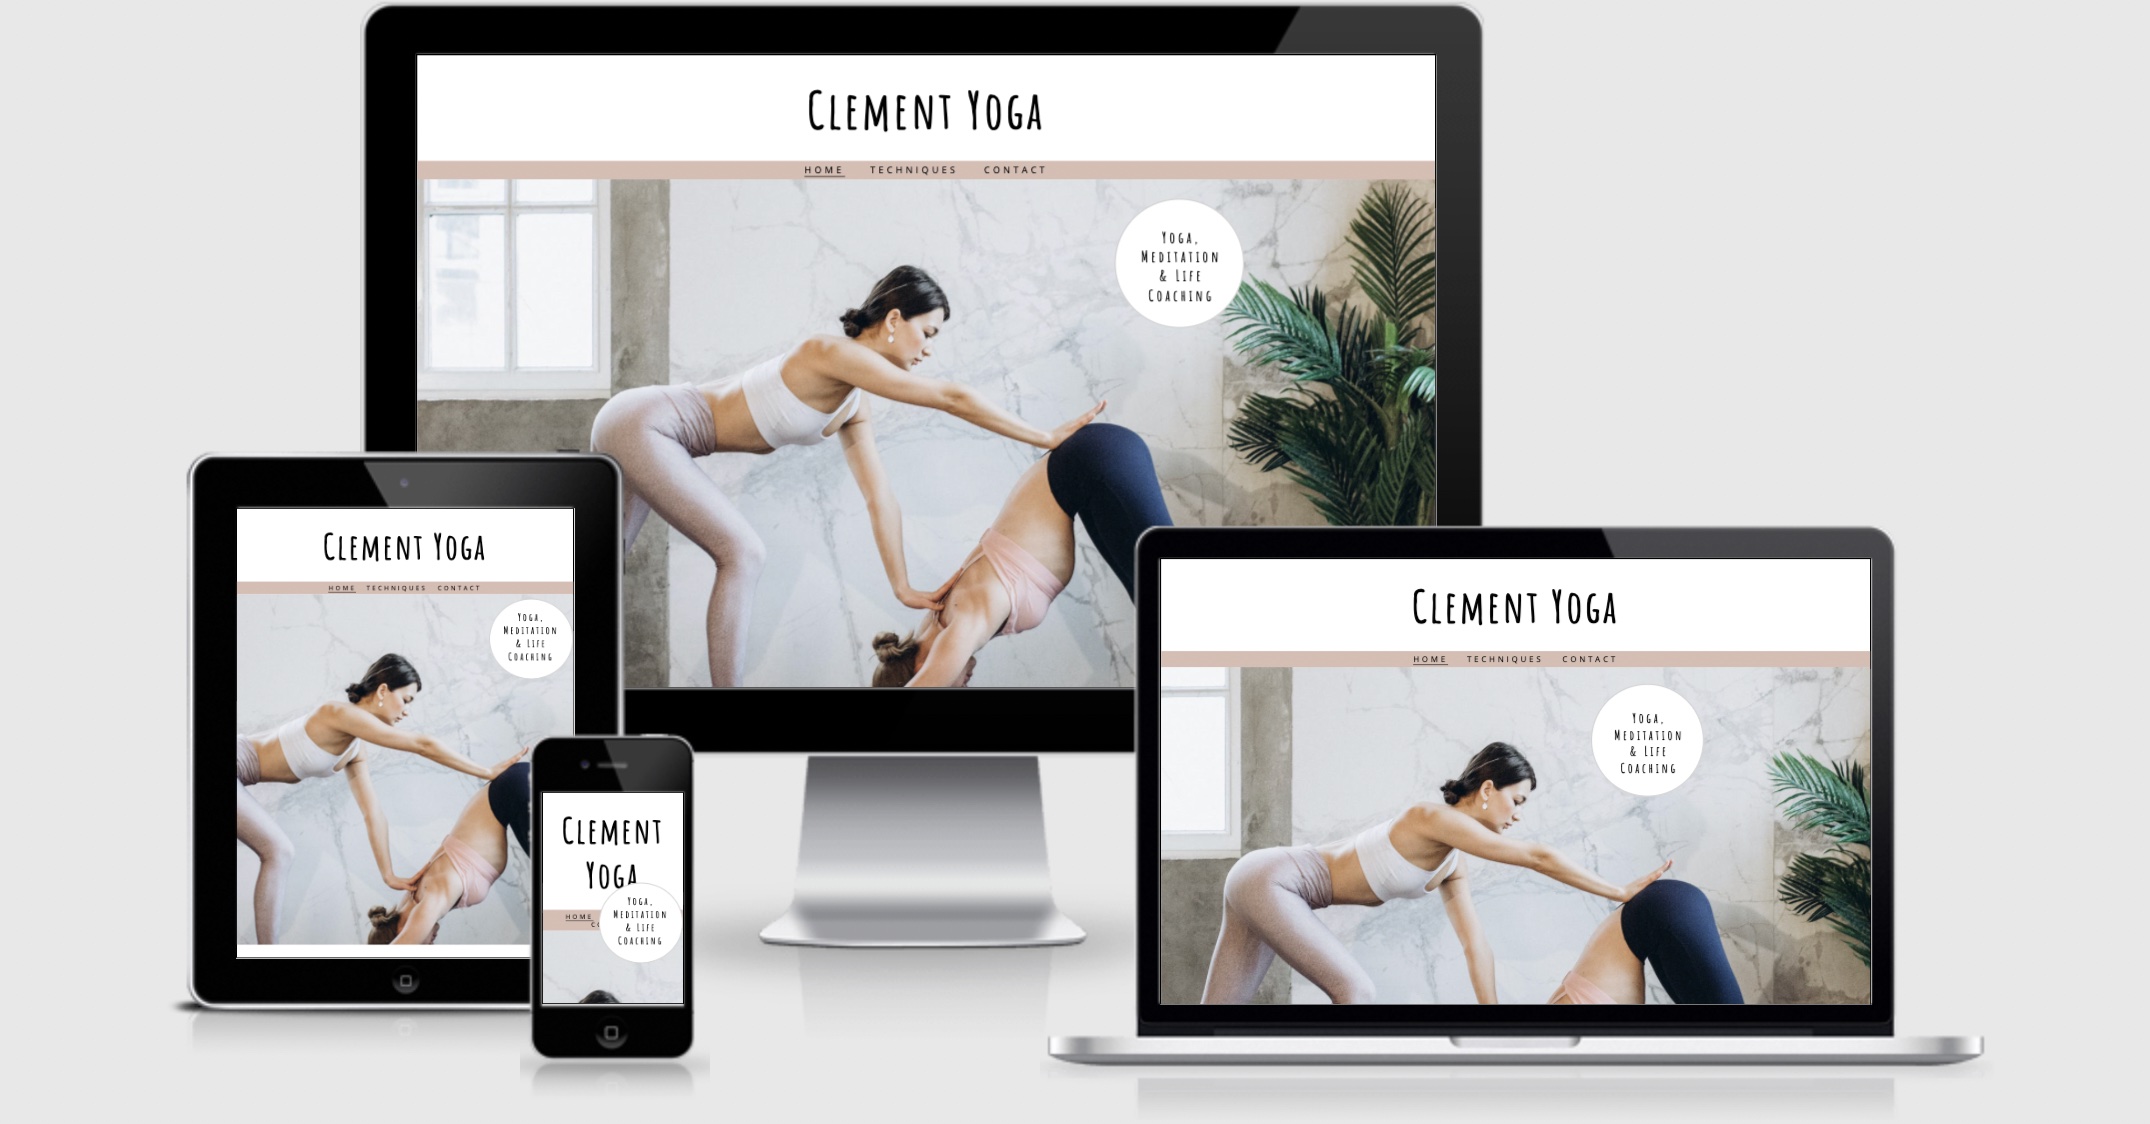 Clement Yoga
HOME TECHNIQUES CONTACT
Yoga,
Meditation
& Life
Coaching
Clement Yoga
HOME TECHNIQUES CONTACT
Yoga,
Meditation
& Life
Coaching
Clement
Yoga
HOME
Yoga,
Meditation
& Life
Coaching
Clement Yoga
HOME TECHNIQUES CONTACT
Yoga,
Meditation
& Life
Coaching